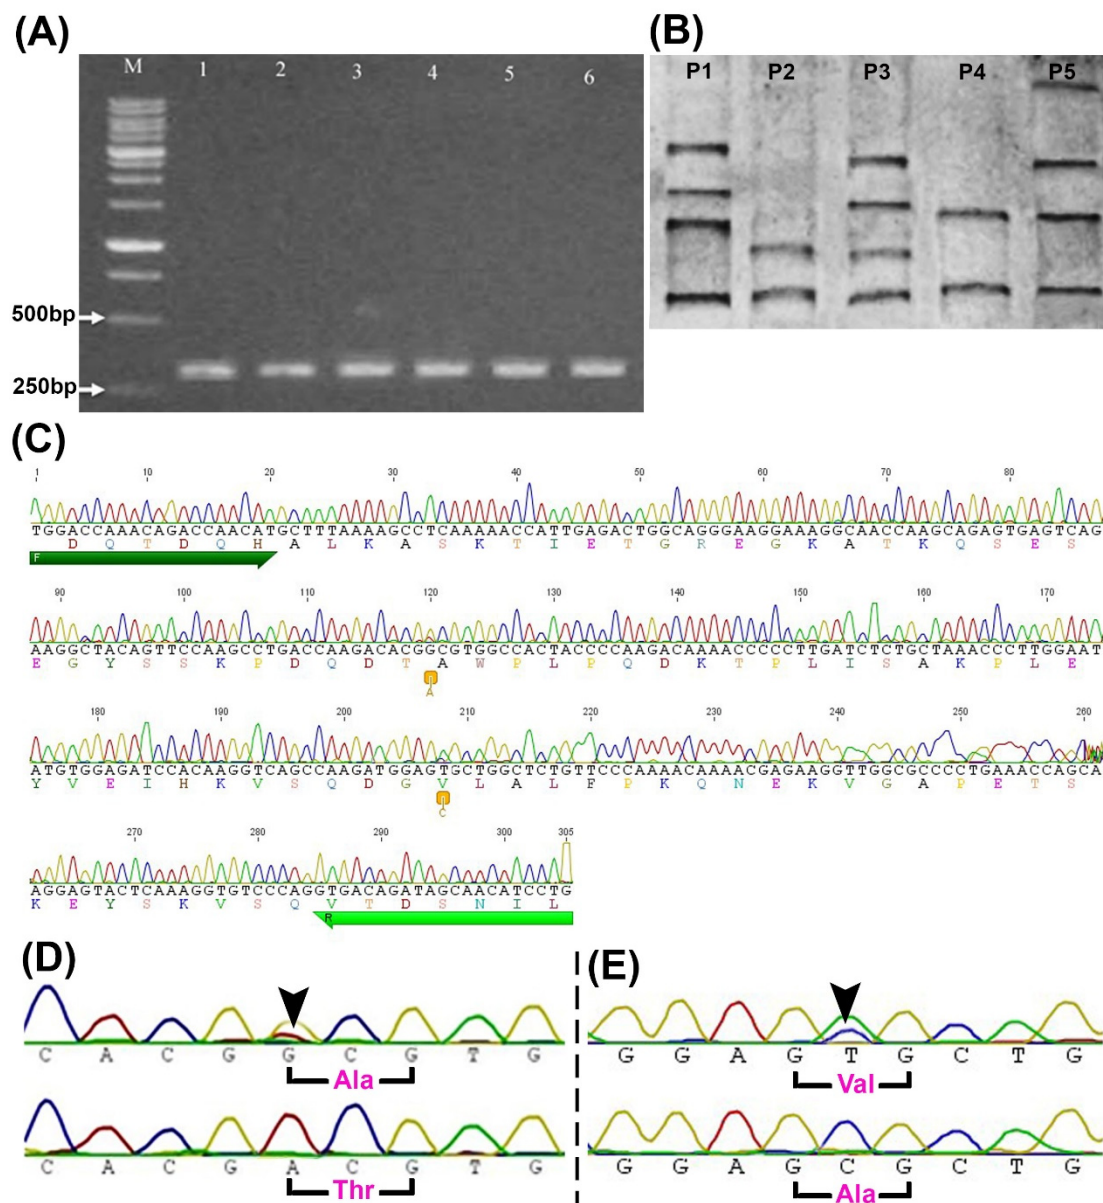 (A)
M 1 2 3 4 5 6
500bp
250bp
(B)
P1 P2 P3 P4 P5
(C)
1 10 20 30 40 50 60 70 80
TGGACCAAACAGACCAACATGCTTTAAAAGCCTCAAAAACCATTGAGACTGGCAGGGAAGGCAATCAAGCAGAGTGAGTCAG
D Q T D Q H A L K A S K T I E T G R E G K A T K Q S E S
F
90 100 110 120 130 140 150 160 170
AAGGCTACAGTTCCAAGCCTGACCAAGACACGGCGTGGCCACTACCCCAAGACAAAACCCCCTTGATCTCTGCTAAACCCTTGGAAT
E G Y S S K P D Q D T A W P L P Q D K T P L I S A K P L E
A
180 190 200 210 220 230 240 250 260
ATGTGGAGATCCACAAGGTCAGCCAAGATGGAGTGCTGGCTCTGTTCCCAAAACAAAACGAGAAGGTTGGCGCCCCTGAAACCAGCA
Y V E I H K V S Q D G V L A L F P K Q N E K V G A P E T S
C
270 280 290 300 305
AGGAGTACTCAAAGGTGTCCCAGGTGACAGATAGCAACATCCTG
K E Y S K V S Q V T D S N I L
R
(D)
C A C G G C G T G
Ala
C A C G A C G T G
Thr
(E)
G G A G T G C T G
Val
G G A G C G C T G
Ala